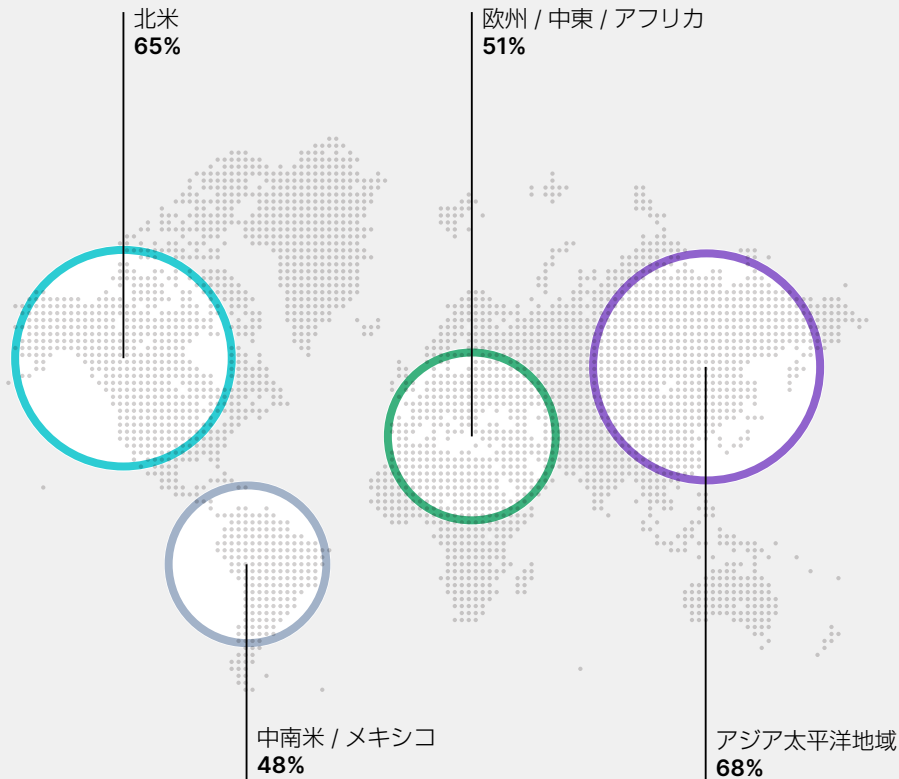 北米
65%
欧州 / 中東 / アフリカ
51%
中南米 / メキシコ
48%
アジア太平洋地域
68%